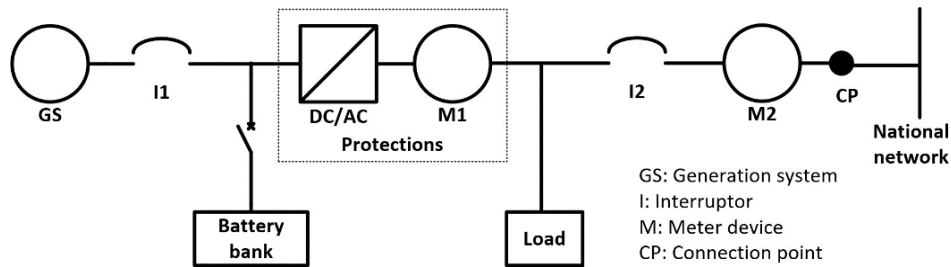 GS
I1
DC/AC
M1
Protections
I2
M2
CP
National
network
Battery
bank
Load
GS: Generation system
I: Interruptor
M: Meter device
CP: Connection point